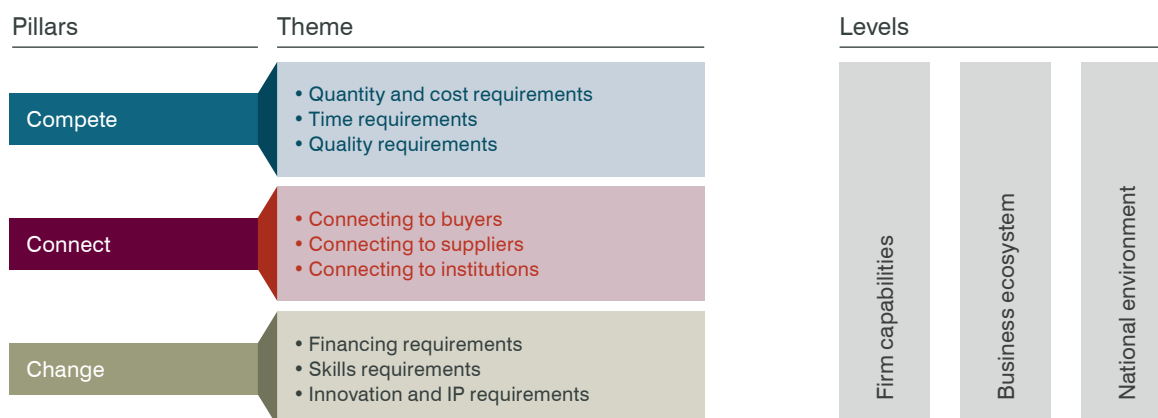 Pillars
Theme
Levels
Compete
• Quantity and cost requirements
• Time requirements
• Quality requirements
Connect
• Connecting to buyers
• Connecting to suppliers
• Connecting to institutions
Change
• Financing requirements
• Skills requirements
• Innovation and IP requirements
Firm capabilities
Business ecosystem
National environment